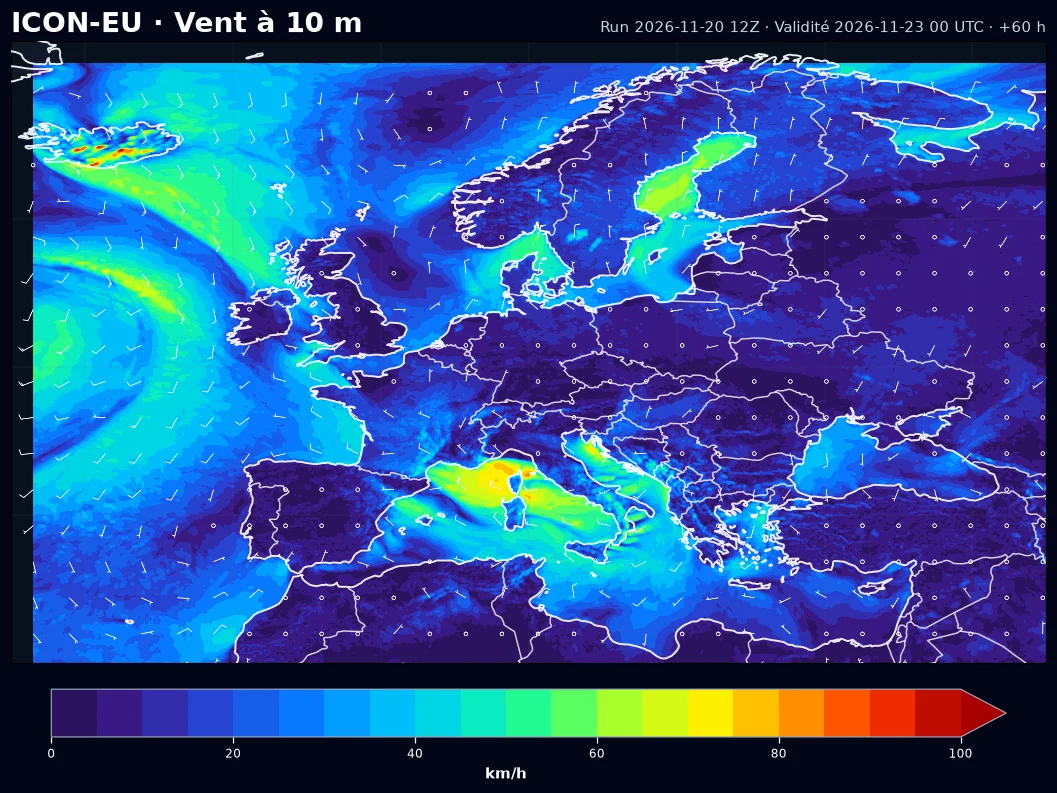 ICON-EU · Vent à 10 m
Run 2026-11-20 12Z · Validité 2026-11-23 00 UTC · +60 h
0 20 40 60 80 100
km/h